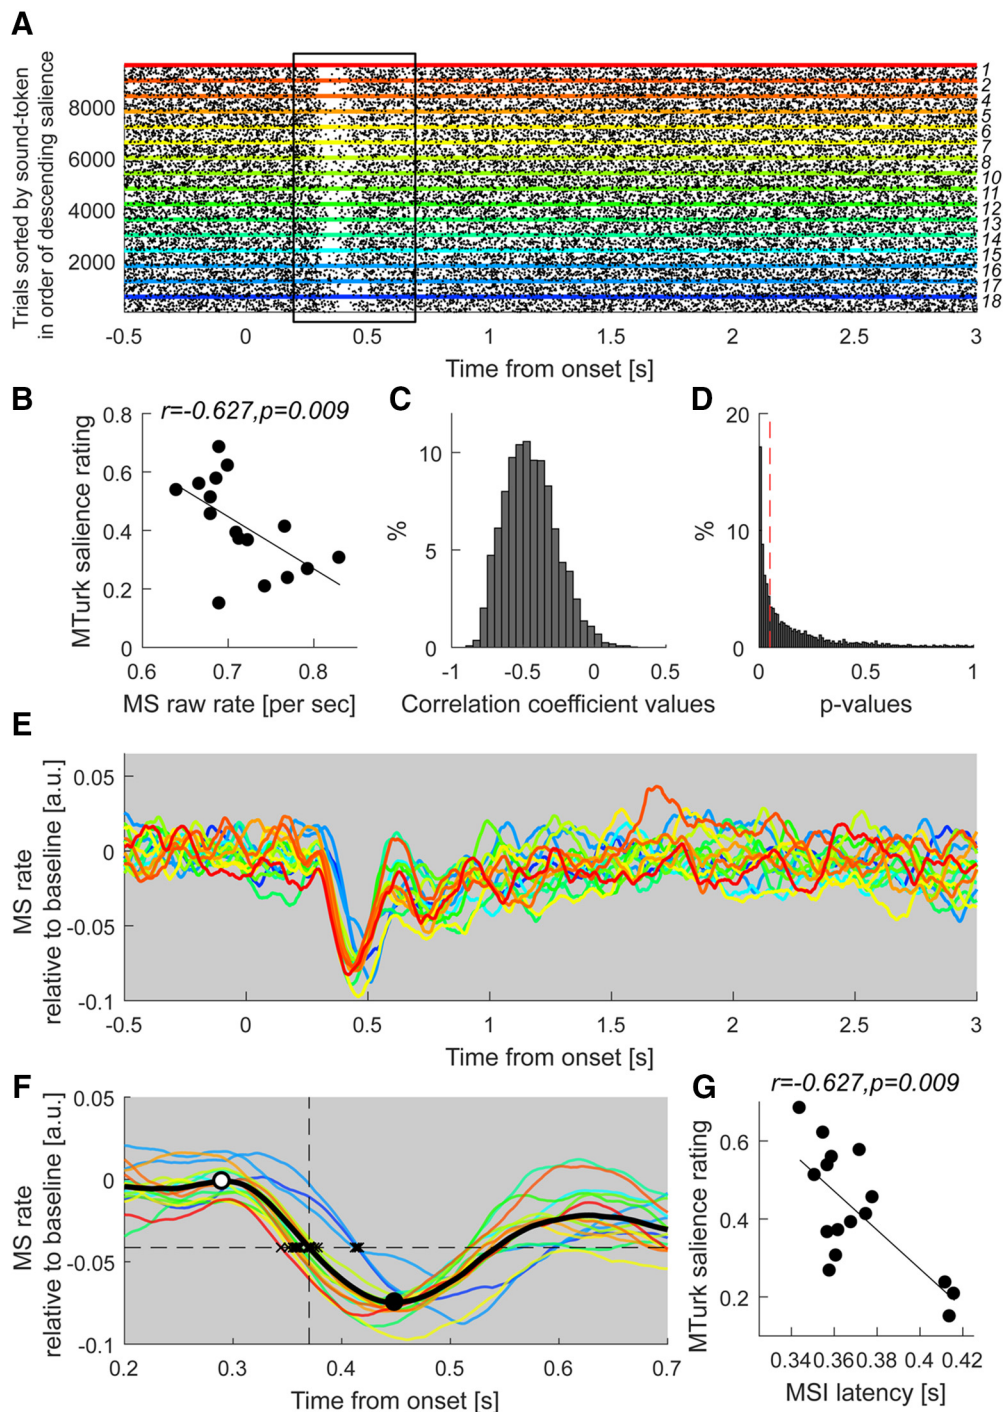 A
Trials sorted by sound-token
in order of descending salience
8000
6000
4000
2000
1
2
4
5
6
7
8
10
11
12
13
14
15
16
17
18
-0.5 0 0.5 1 1.5 2 2.5 3
Time from onset [s]
B
r=-0.627,p=0.009
MTurk salience rating
0.8
0.6
0.4
0.2
0
0.6 0.7 0.8
MS raw rate [per sec]
C
%
10
5
0
-1 -0.5 0 0.5
Correlation coefficient values
D
%
20
10
0
0 0.5 1
p-values
E
MS rate
relative to baseline [a.u.]
0.05
0
-0.05
-0.1
-0.5 0 0.5 1 1.5 2 2.5 3
Time from onset [s]
F
MS rate
relative to baseline [a.u.]
0.05
0
-0.05
-0.1
0.2 0.3 0.4 0.5 0.6 0.7
Time from onset [s]
G
r=-0.627,p=0.009
MTurk salience rating
0.6
0.4
0.2
0.34 0.36 0.38 0.4 0.42
MSI latency [s]